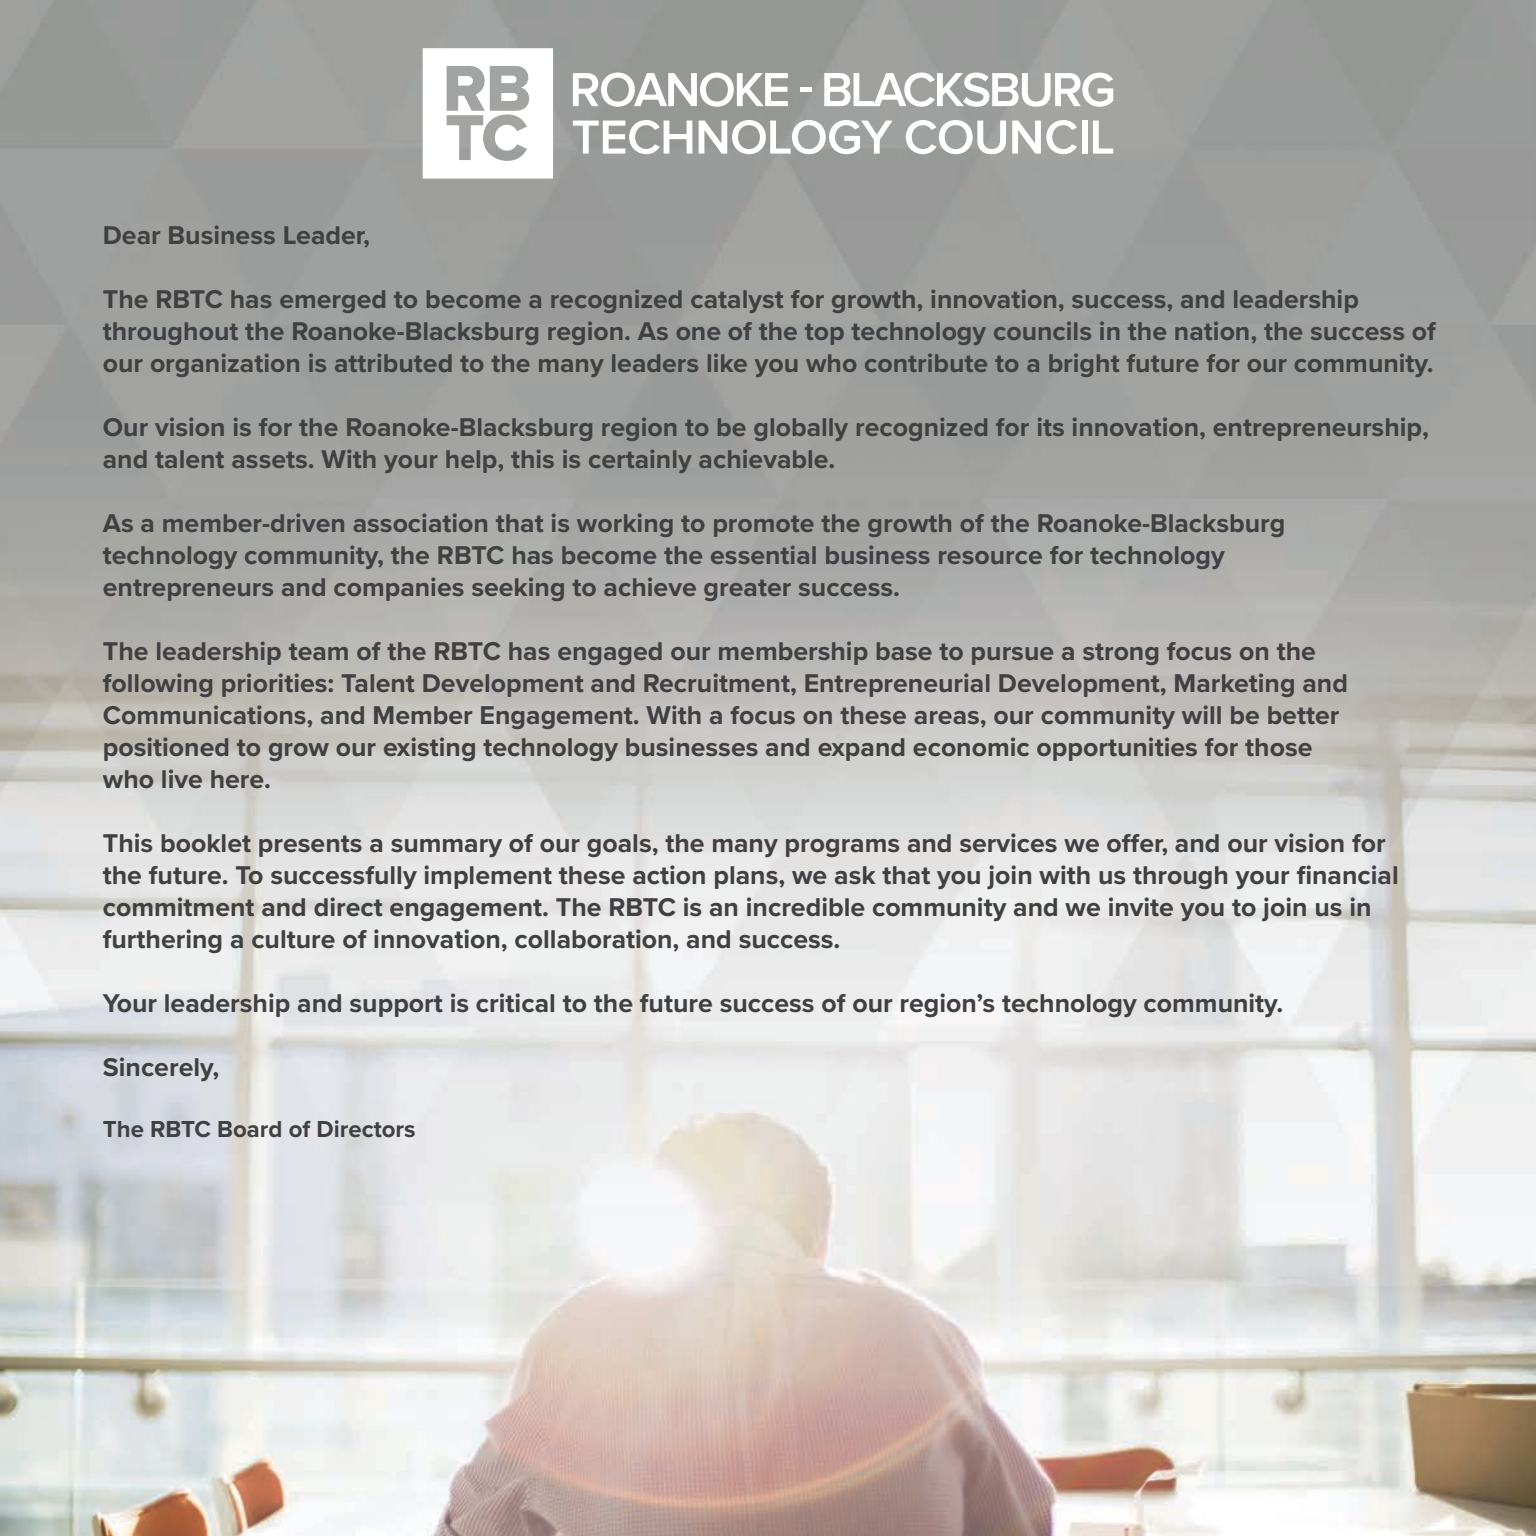 RB
TC
ROANOKE - BLACKSBURG
TECHNOLOGY COUNCIL
Dear Business Leader,
The RBTC has emerged to become a recognized catalyst for growth, innovation, success, and leadership
throughout the Roanoke-Blacksburg region. As one of the top technology councils in the nation, the success of
our organization is attributed to the many leaders like you who contribute to a bright future for our community.
Our vision is for the Roanoke-Blacksburg region to be globally recognized for its innovation, entrepreneurship,
and talent assets. With your help, this is certainly achievable.
As a member-driven association that is working to promote the growth of the Roanoke-Blacksburg
technology community, the RBTC has become the essential business resource for technology
entrepreneurs and companies seeking to achieve greater success.
The leadership team of the RBTC has engaged our membership base to pursue a strong focus on the
following priorities: Talent Development and Recruitment, Entrepreneurial Development, Marketing and
Communications, and Member Engagement. With a focus on these areas, our community will be better
positioned to grow our existing technology businesses and expand economic opportunities for those
who live here.
This booklet presents a summary of our goals, the many programs and services we offer, and our vision for
the future. To successfully implement these action plans, we ask that you join with us through your financial
commitment and direct engagement. The RBTC is an incredible community and we invite you to join us in
furthering a culture of innovation, collaboration, and success.
Your leadership and support is critical to the future success of our region’s technology community.
Sincerely,
The RBTC Board of Directors